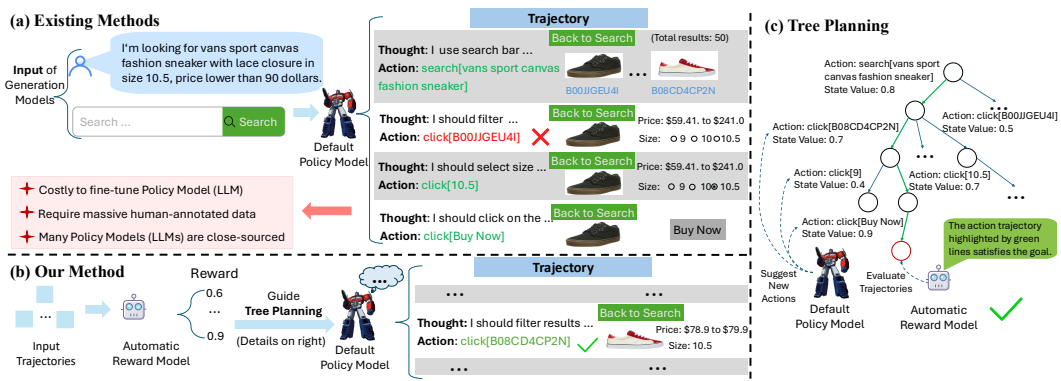 (a) Existing Methods
Input of
Generation
Models
I'm looking for vans sport canvas
fashion sneaker with lace closure in
size 10.5, price lower than 90 dollars.
Search ...
Search
Default
Policy Model
Costly to fine-tune Policy Model (LLM)
Require massive human-annotated data
Many Policy Models (LLMs) are close-sourced
Trajectory
Thought: I use search bar ...
Action: search[vans sport canvas
fashion sneaker]
Back to Search
(Total results: 50)
...
B00JJGEU4I
B08CD4CP2N
Thought: I should filter ...
Action: click[B00JJGEU4I]
Back to Search
Price: $59.41. to $241.0
Size: 9 10 10.5
Thought: I should select size ...
Action: click[10.5]
Back to Search
Price: $59.41. to $241.0
Size: 9 10 10.5
Thought: I should click on the ...
Action: click[Buy Now]
Back to Search
Buy Now
(b) Our Method
...
Input
Trajectories
Automatic
Reward Model
Reward
0.6
...
0.9
Guide
Tree Planning
(Details on right)
...
Default
Policy Model
Trajectory
... ...
Thought: I should filter results ...
Action: click[B08CD4CP2N]
Back to Search
Price: $78.9 to $79.9
Size: 10.5
... ...
(c) Tree Planning
Action: search[vans sport
canvas fashion sneaker]
State Value: 0.8
...
Action: click[B00JJGEU4I]
State Value: 0.5
Action: click[B08CD4CP2N]
State Value: 0.7
...
Action: click[10.5]
State Value: 0.7
Action: click[9]
State Value: 0.4
...
Action: click[Buy Now]
State Value: 0.9
The action trajectory
highlighted by green
lines satisfies the goal.
Suggest
New
Actions
Evaluate
Trajectories
Default
Policy Model
Automatic
Reward Model